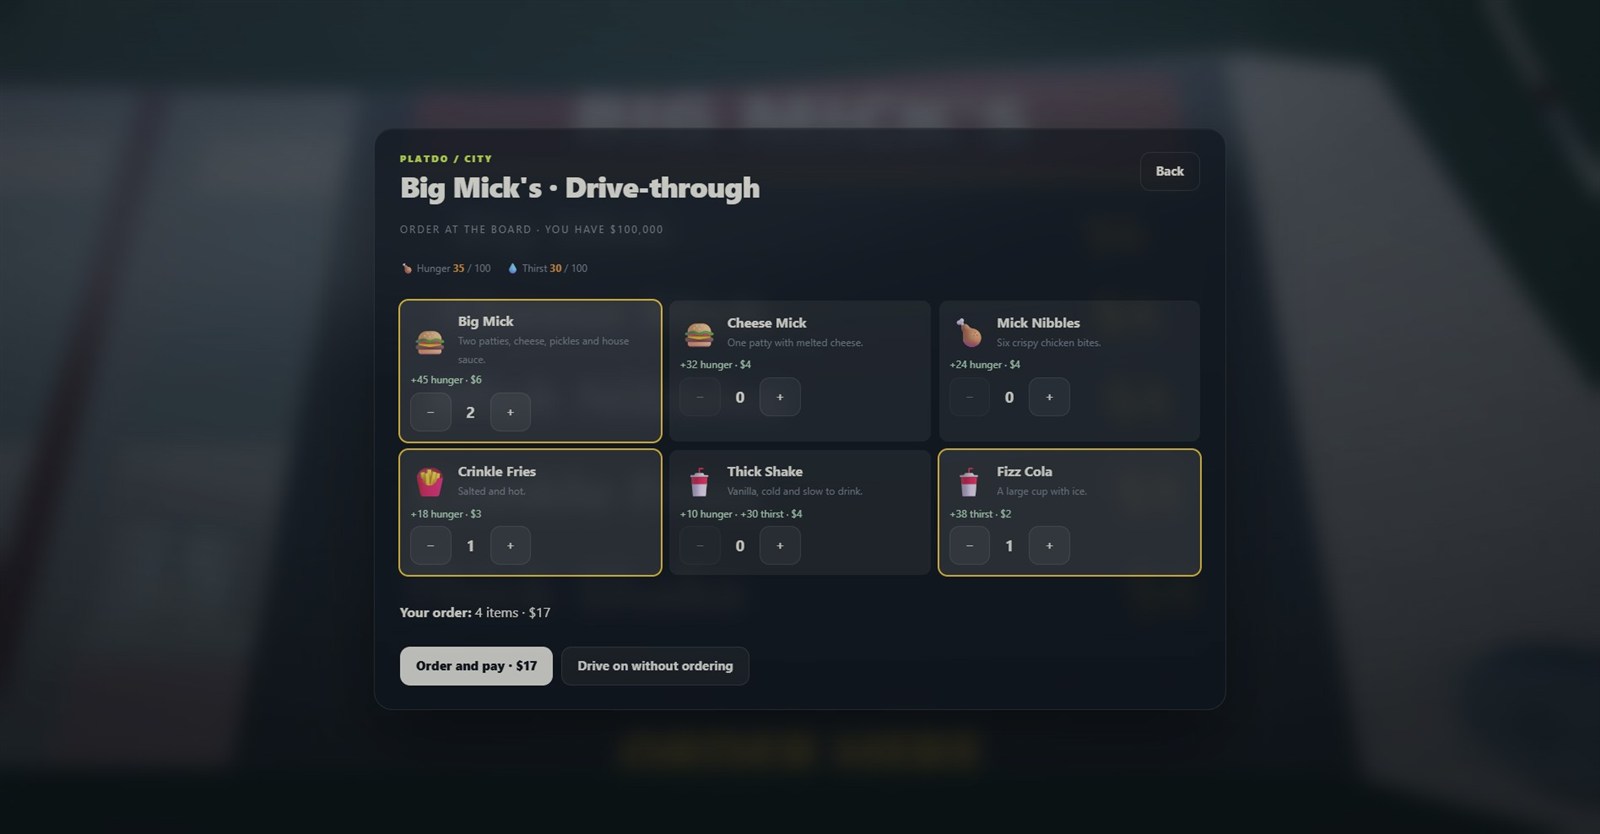 PLATDO / CITY
Big Mick's · Drive-through
Back
ORDER AT THE BOARD · YOU HAVE $100,000
Hunger 35 / 100 Thirst 30 / 100
Big Mick
Two patties, cheese, pickles and house
sauce.
+45 hunger · $6
− 2 +
Cheese Mick
One patty with melted cheese.
+32 hunger · $4
− 0 +
Mick Nibbles
Six crispy chicken bites.
+24 hunger · $4
− 0 +
Crinkle Fries
Salted and hot.
+18 hunger · $3
− 1 +
Thick Shake
Vanilla, cold and slow to drink.
+10 hunger · +30 thirst · $4
− 0 +
Fizz Cola
A large cup with ice.
+38 thirst · $2
− 1 +
Your order: 4 items · $17
Order and pay · $17
Drive on without ordering